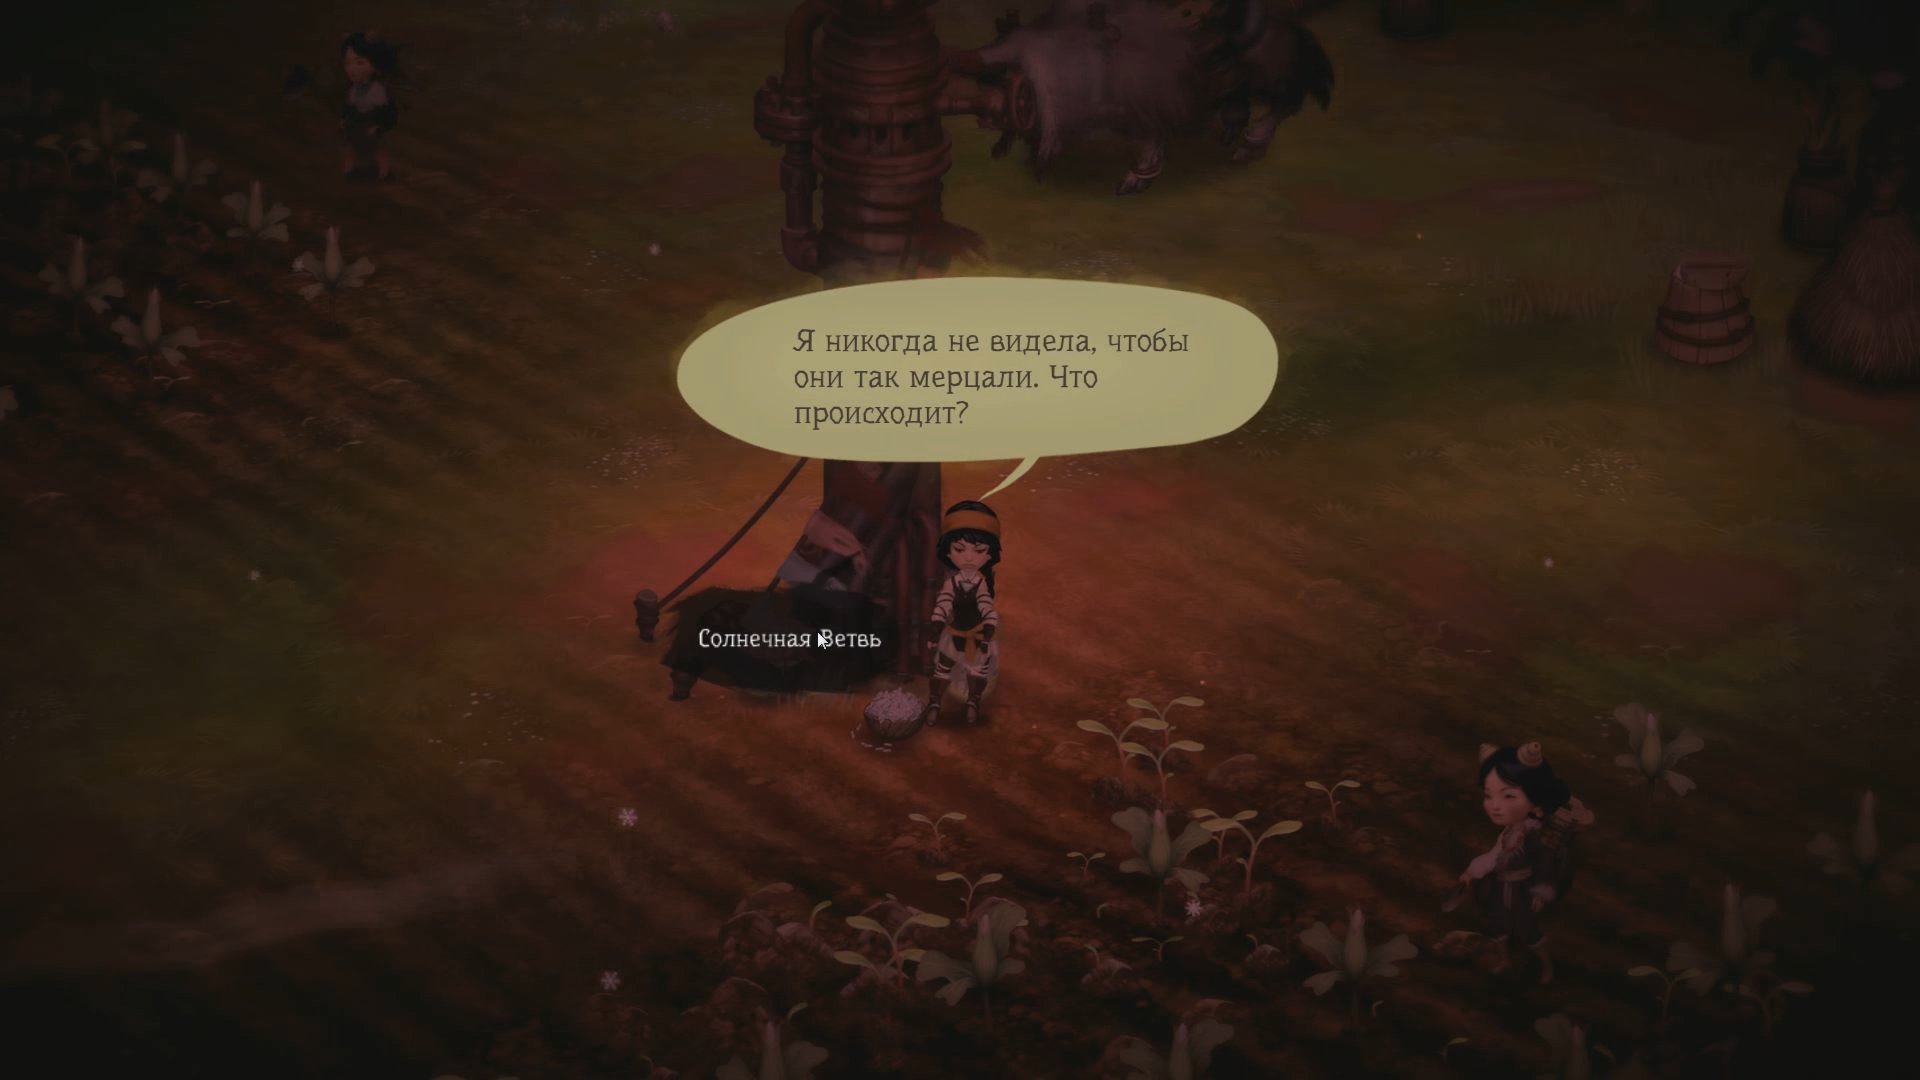 Я никогда не видела, чтобы
они так мерцали. Что
происходит?
Солнечная Ветвь